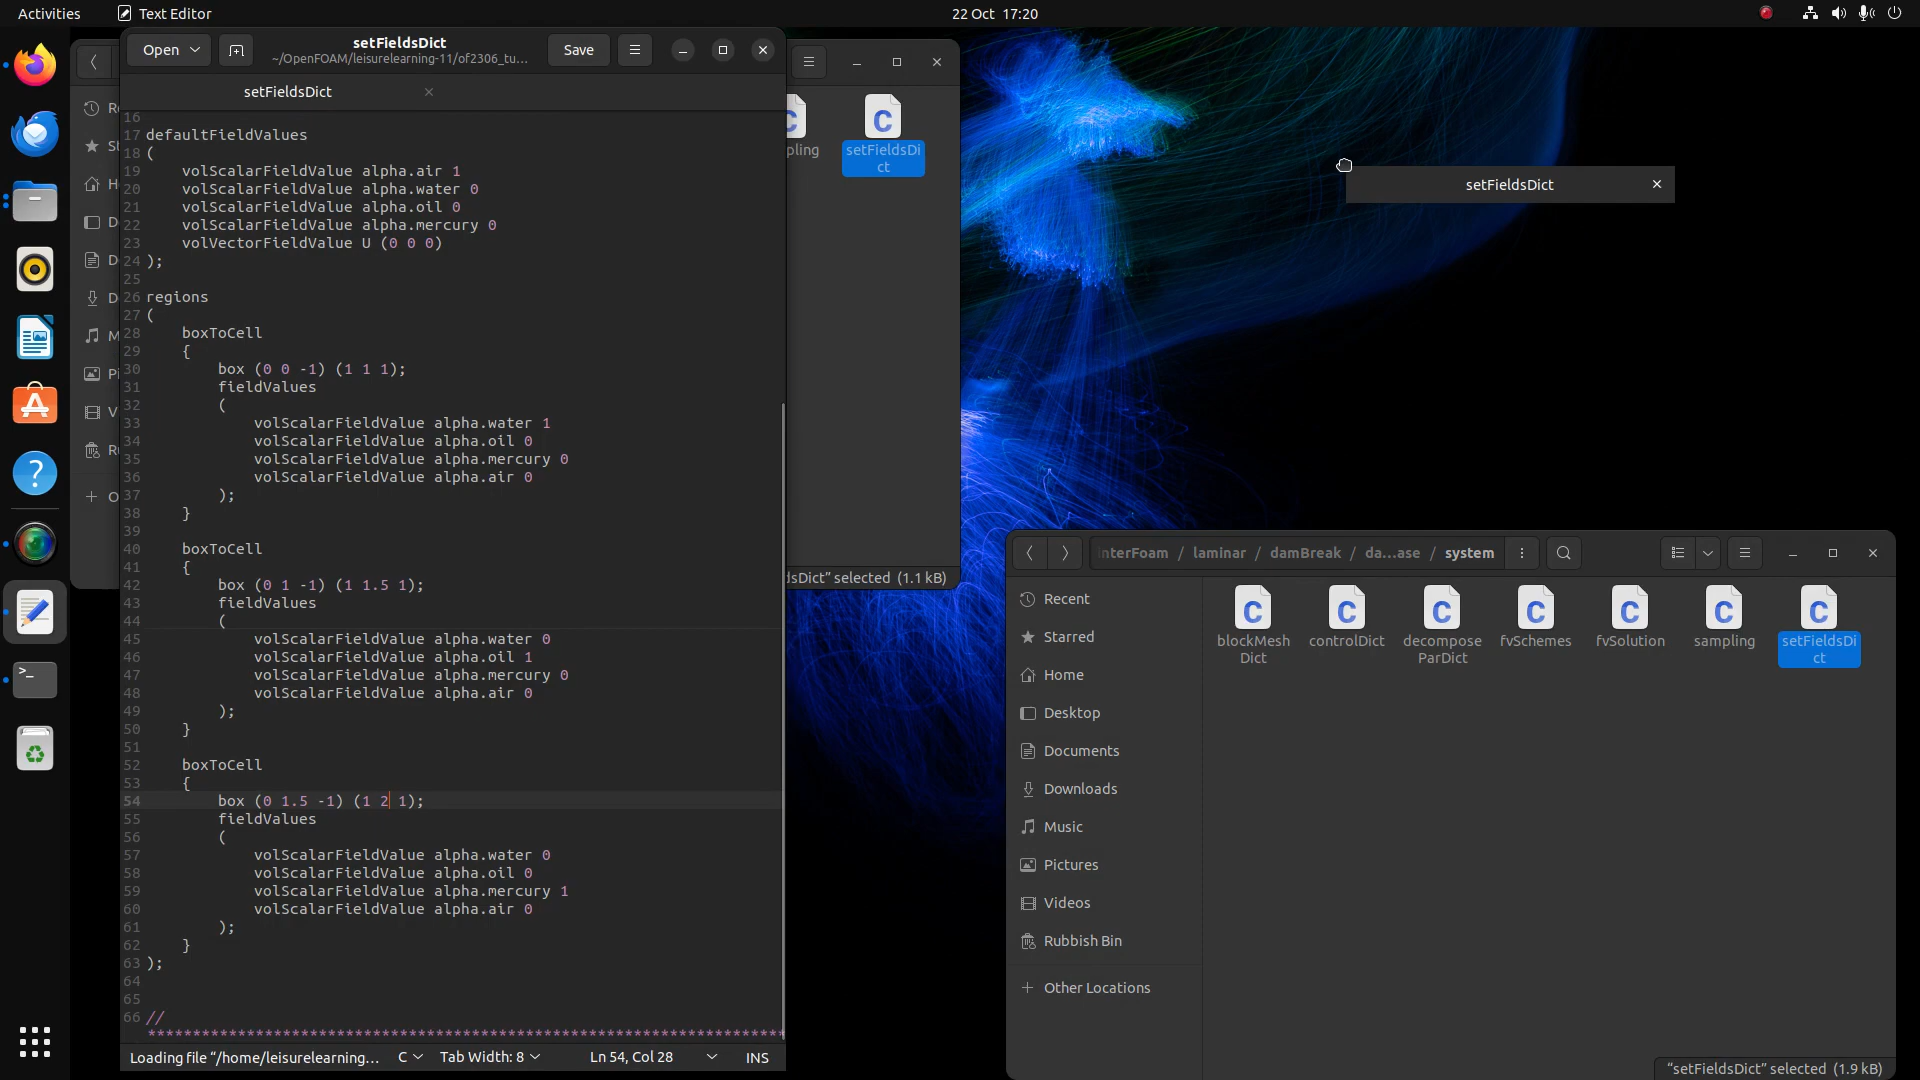 Activities
Text Editor
22 Oct 17:20
Open
setFieldsDict
~/OpenFOAM/leisurelearning-11/of2306_tu...
Save
setFieldsDict
16
17 defaultFieldValues
18 (
19 volScalarFieldValue alpha.air 1
20 volScalarFieldValue alpha.water 0
21 volScalarFieldValue alpha.oil 0
22 volScalarFieldValue alpha.mercury 0
23 volVectorFieldValue U (0 0 0)
24 );
25
26 regions
27 (
28 boxToCell
29 {
30 box (0 0 -1) (1 1 1);
31 fieldValues
32 (
33 volScalarFieldValue alpha.water 1
34 volScalarFieldValue alpha.oil 0
35 volScalarFieldValue alpha.mercury 0
36 volScalarFieldValue alpha.air 0
37 );
38 }
39
40 boxToCell
41 {
42 box (0 1 -1) (1 1.5 1);
43 fieldValues
44 (
45 volScalarFieldValue alpha.water 0
46 volScalarFieldValue alpha.oil 1
47 volScalarFieldValue alpha.mercury 0
48 volScalarFieldValue alpha.air 0
49 );
50 }
51
52 boxToCell
53 {
54 box (0 1.5 -1) (1 2 1);
55 fieldValues
56 (
57 volScalarFieldValue alpha.water 0
58 volScalarFieldValue alpha.oil 0
59 volScalarFieldValue alpha.mercury 1
60 volScalarFieldValue alpha.air 0
61 );
62 }
63 );
64
65
66 //
***********************************************************************
Loading file “/home/leisurelearning...
C
Tab Width: 8
Ln 54, Col 28
INS
pling
setFieldsDi
ct
dsDict” selected (1.1 kB)
setFieldsDict
nterFoam / laminar / damBreak / da...ase / system
Recent
Starred
Home
Desktop
Documents
Downloads
Music
Pictures
Videos
Rubbish Bin
Other Locations
blockMesh
Dict
controlDict
decompose
ParDict
fvSchemes
fvSolution
sampling
setFieldsDi
ct
“setFieldsDict” selected (1.9 kB)